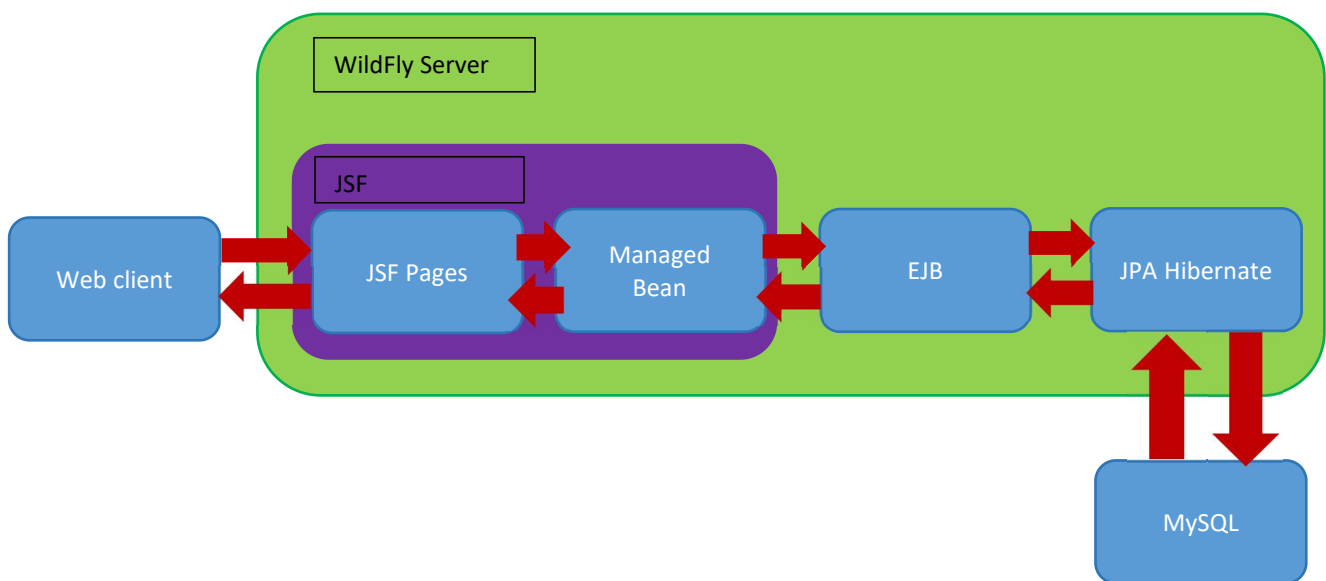 WildFly Server
JSF
Web client
JSF Pages
Managed
Bean
EJB
JPA Hibernate
MySQL